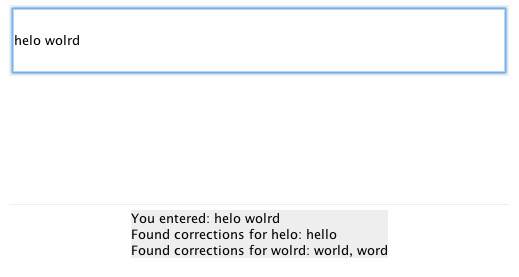 helo wolrd
You entered: helo wolrd
Found corrections for helo: hello
Found corrections for wolrd: world, word